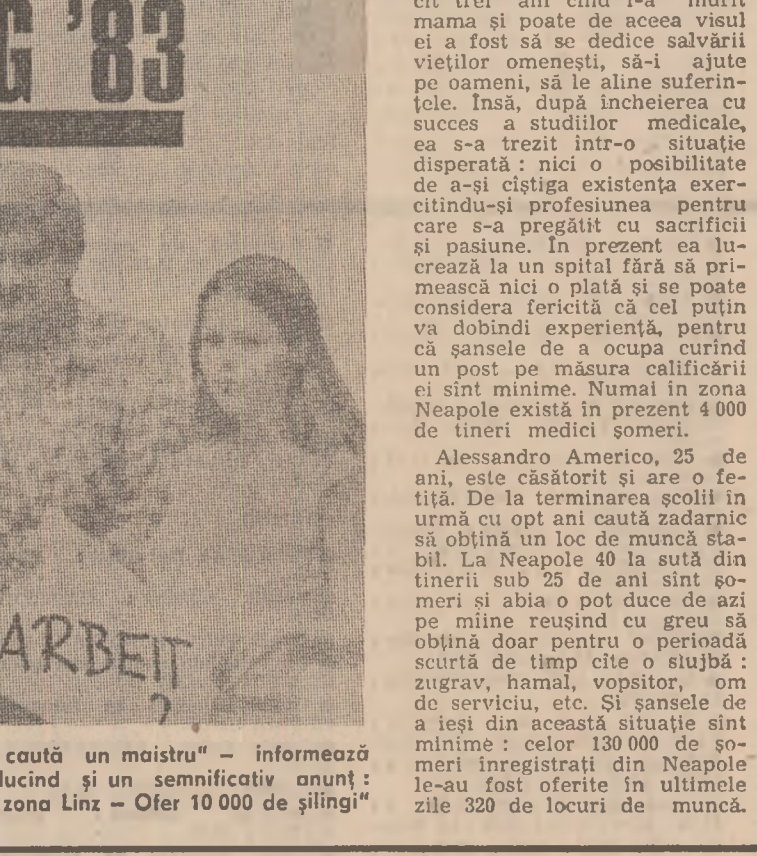 G '83
ARBEIT
?
caută un maistru" — informează
lucind și un semnificativ anunț :
zona Linz — Ofer 10 000 de șilingi"
cît trei ani cînd i-a murit
mama și poate de aceea visul
ei a fost să se dedice salvării
vieților omenești, să-i ajute
pe oameni, să le aline suferin-
țele. Însă, după încheierea cu
succes a studiilor medicale,
ea s-a trezit într-o situație
disperată : nici o posibilitate
de a-și cîștiga existența exer-
citîndu-și profesiunea pentru
care s-a pregătit cu sacrificii
și pasiune. În prezent ea lu-
crează la un spital fără să pri-
mească nici o plată și se poate
considera fericită că cel puțin
va dobîndi experiență, pentru
că șansele de a ocupa curînd
un post pe măsura calificării
ei sînt minime. Numai în zona
Neapole există în prezent 4 000
de tineri medici șomeri.
Alessandro Americo, 25 de
ani, este căsătorit și are o fe-
tiță. De la terminarea școlii în
urmă cu opt ani caută zadarnic
să obțină un loc de muncă sta-
bil. La Neapole 40 la sută din
tinerii sub 25 de ani sînt șo-
meri și abia o pot duce de azi
pe mîine reușind cu greu să
obțină doar pentru o perioadă
scurtă de timp cîte o slujbă :
zugrav, hamal, vopsitor, om
de serviciu, etc. Și șansele de
a ieși din această situație sînt
minime : celor 130 000 de șo-
meri înregistrați din Neapole
le-au fost oferite în ultimele
zile 320 de locuri de muncă.